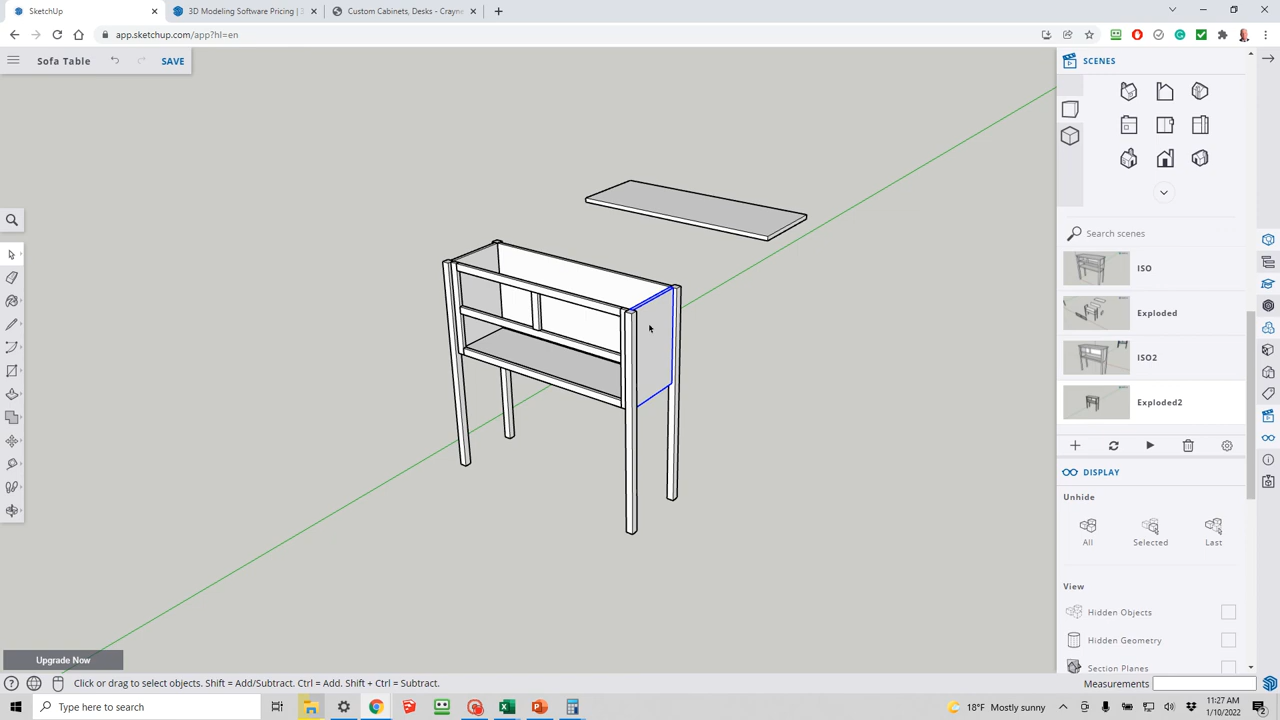 SketchUp
3D Modeling Software Pricing | 3
Custom Cabinets, Desks - Crayne
app.sketchup.com/app?hl=en
Sofa Table
SAVE
SCENES
Search scenes
ISO
Exploded
ISO2
Exploded2
DISPLAY
Unhide
All
Selected
Last
View
Hidden Objects
Hidden Geometry
Section Planes
Upgrade Now
Click or drag to select objects. Shift = Add/Subtract. Ctrl = Add. Shift + Ctrl = Subtract.
Measurements
Type here to search
18°F Mostly sunny
11:27 AM
1/10/2022
2